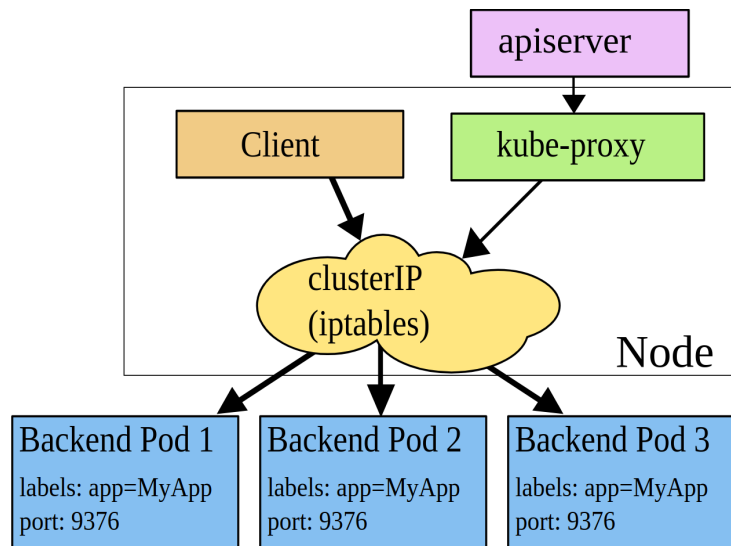 apiserver
Client
kube-proxy
clusterIP
(iptables)
Node
Backend Pod 1
labels: app=MyApp
port: 9376
Backend Pod 2
labels: app=MyApp
port: 9376
Backend Pod 3
labels: app=MyApp
port: 9376